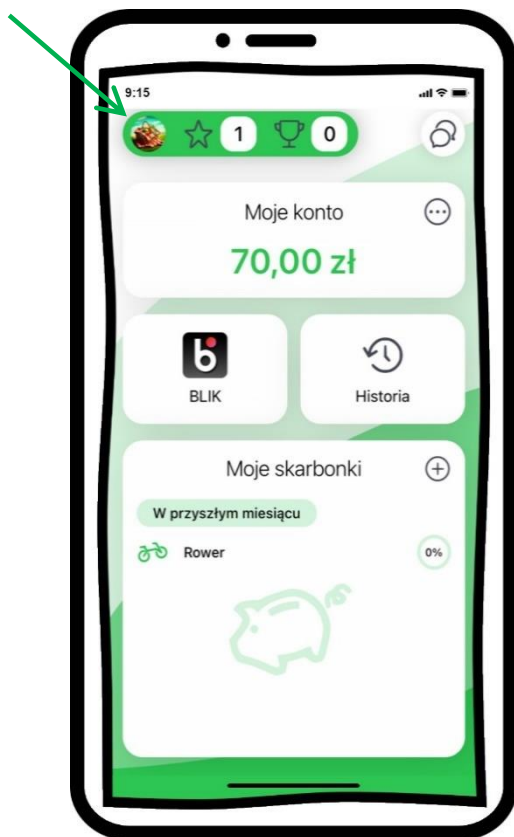 9:15
1 0
Moje konto
70,00 zł
BLIK Historia
Moje skarbonki
W przyszłym miesiącu
Rower 0%